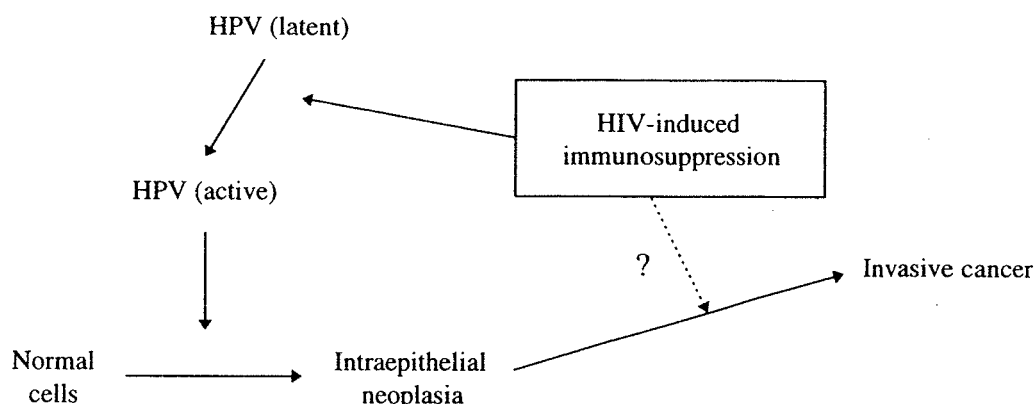 HPV (latent)
HIV-induced
immunosuppression
HPV (active)
?
Invasive cancer
Normal
cells
Intraepithelial
neoplasia